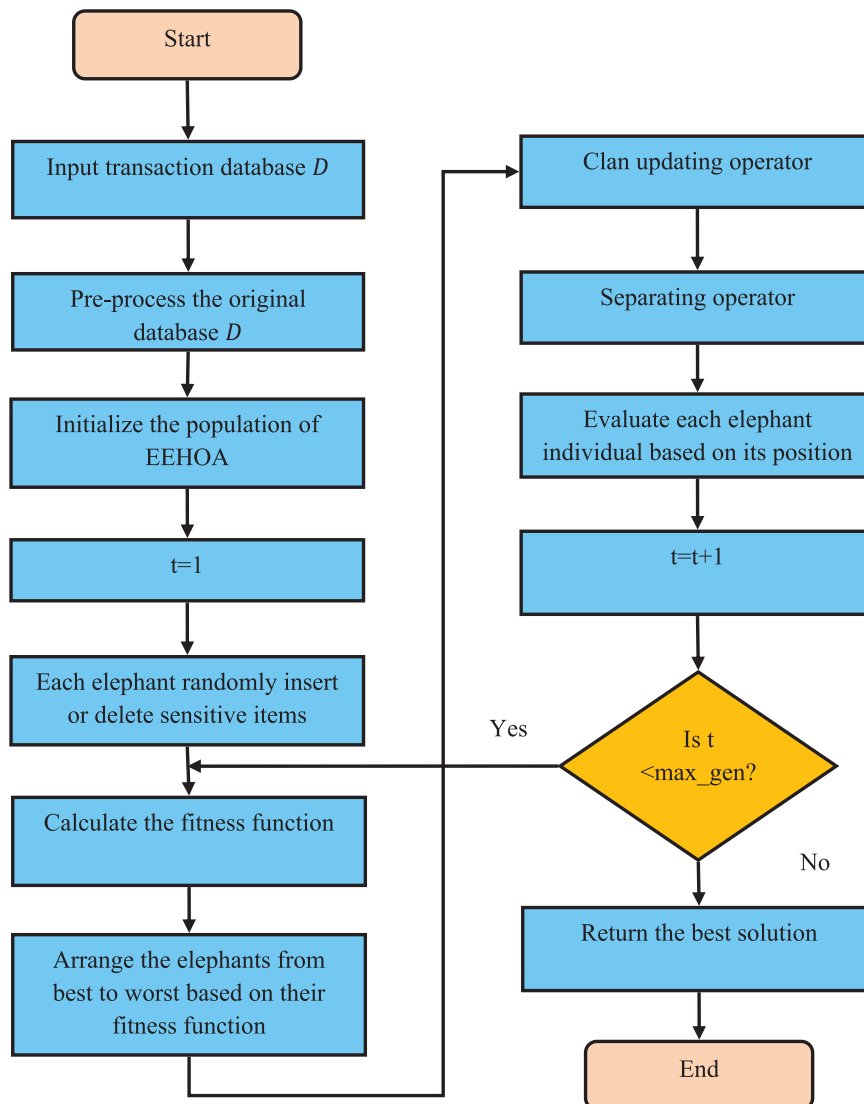 Start
Input transaction database D
Pre-process the original
database D
Initialize the population of
EEHOA
t=1
Each elephant randomly insert
or delete sensitive items
Calculate the fitness function
Arrange the elephants from
best to worst based on their
fitness function
Clan updating operator
Separating operator
Evaluate each elephant
individual based on its position
t=t+1
Is t
<max_gen?
Yes
No
Return the best solution
End